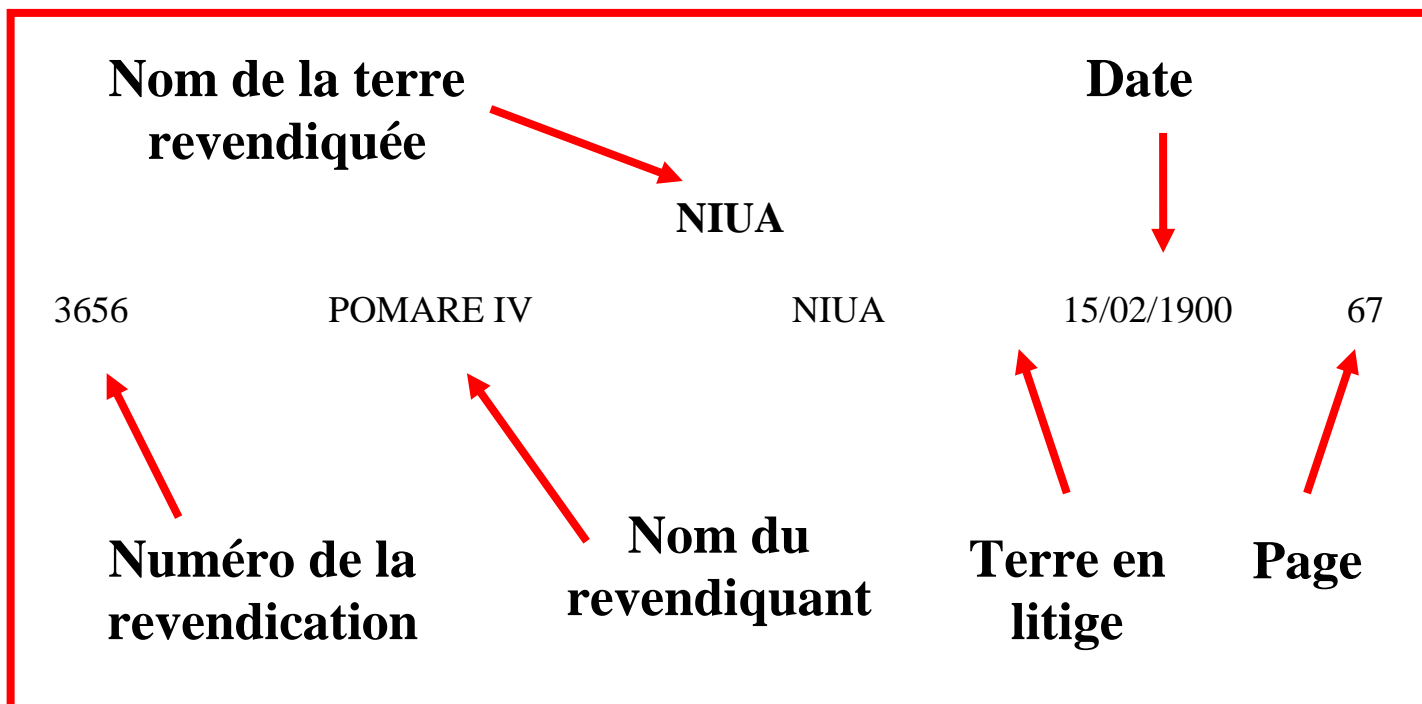 Nom de la terre
revendiquée
Date
NIUA
3656 POMARE IV NIUA 15/02/1900 67
Numéro de la
revendication
Nom du
revendiquant
Terre en
litige
Page